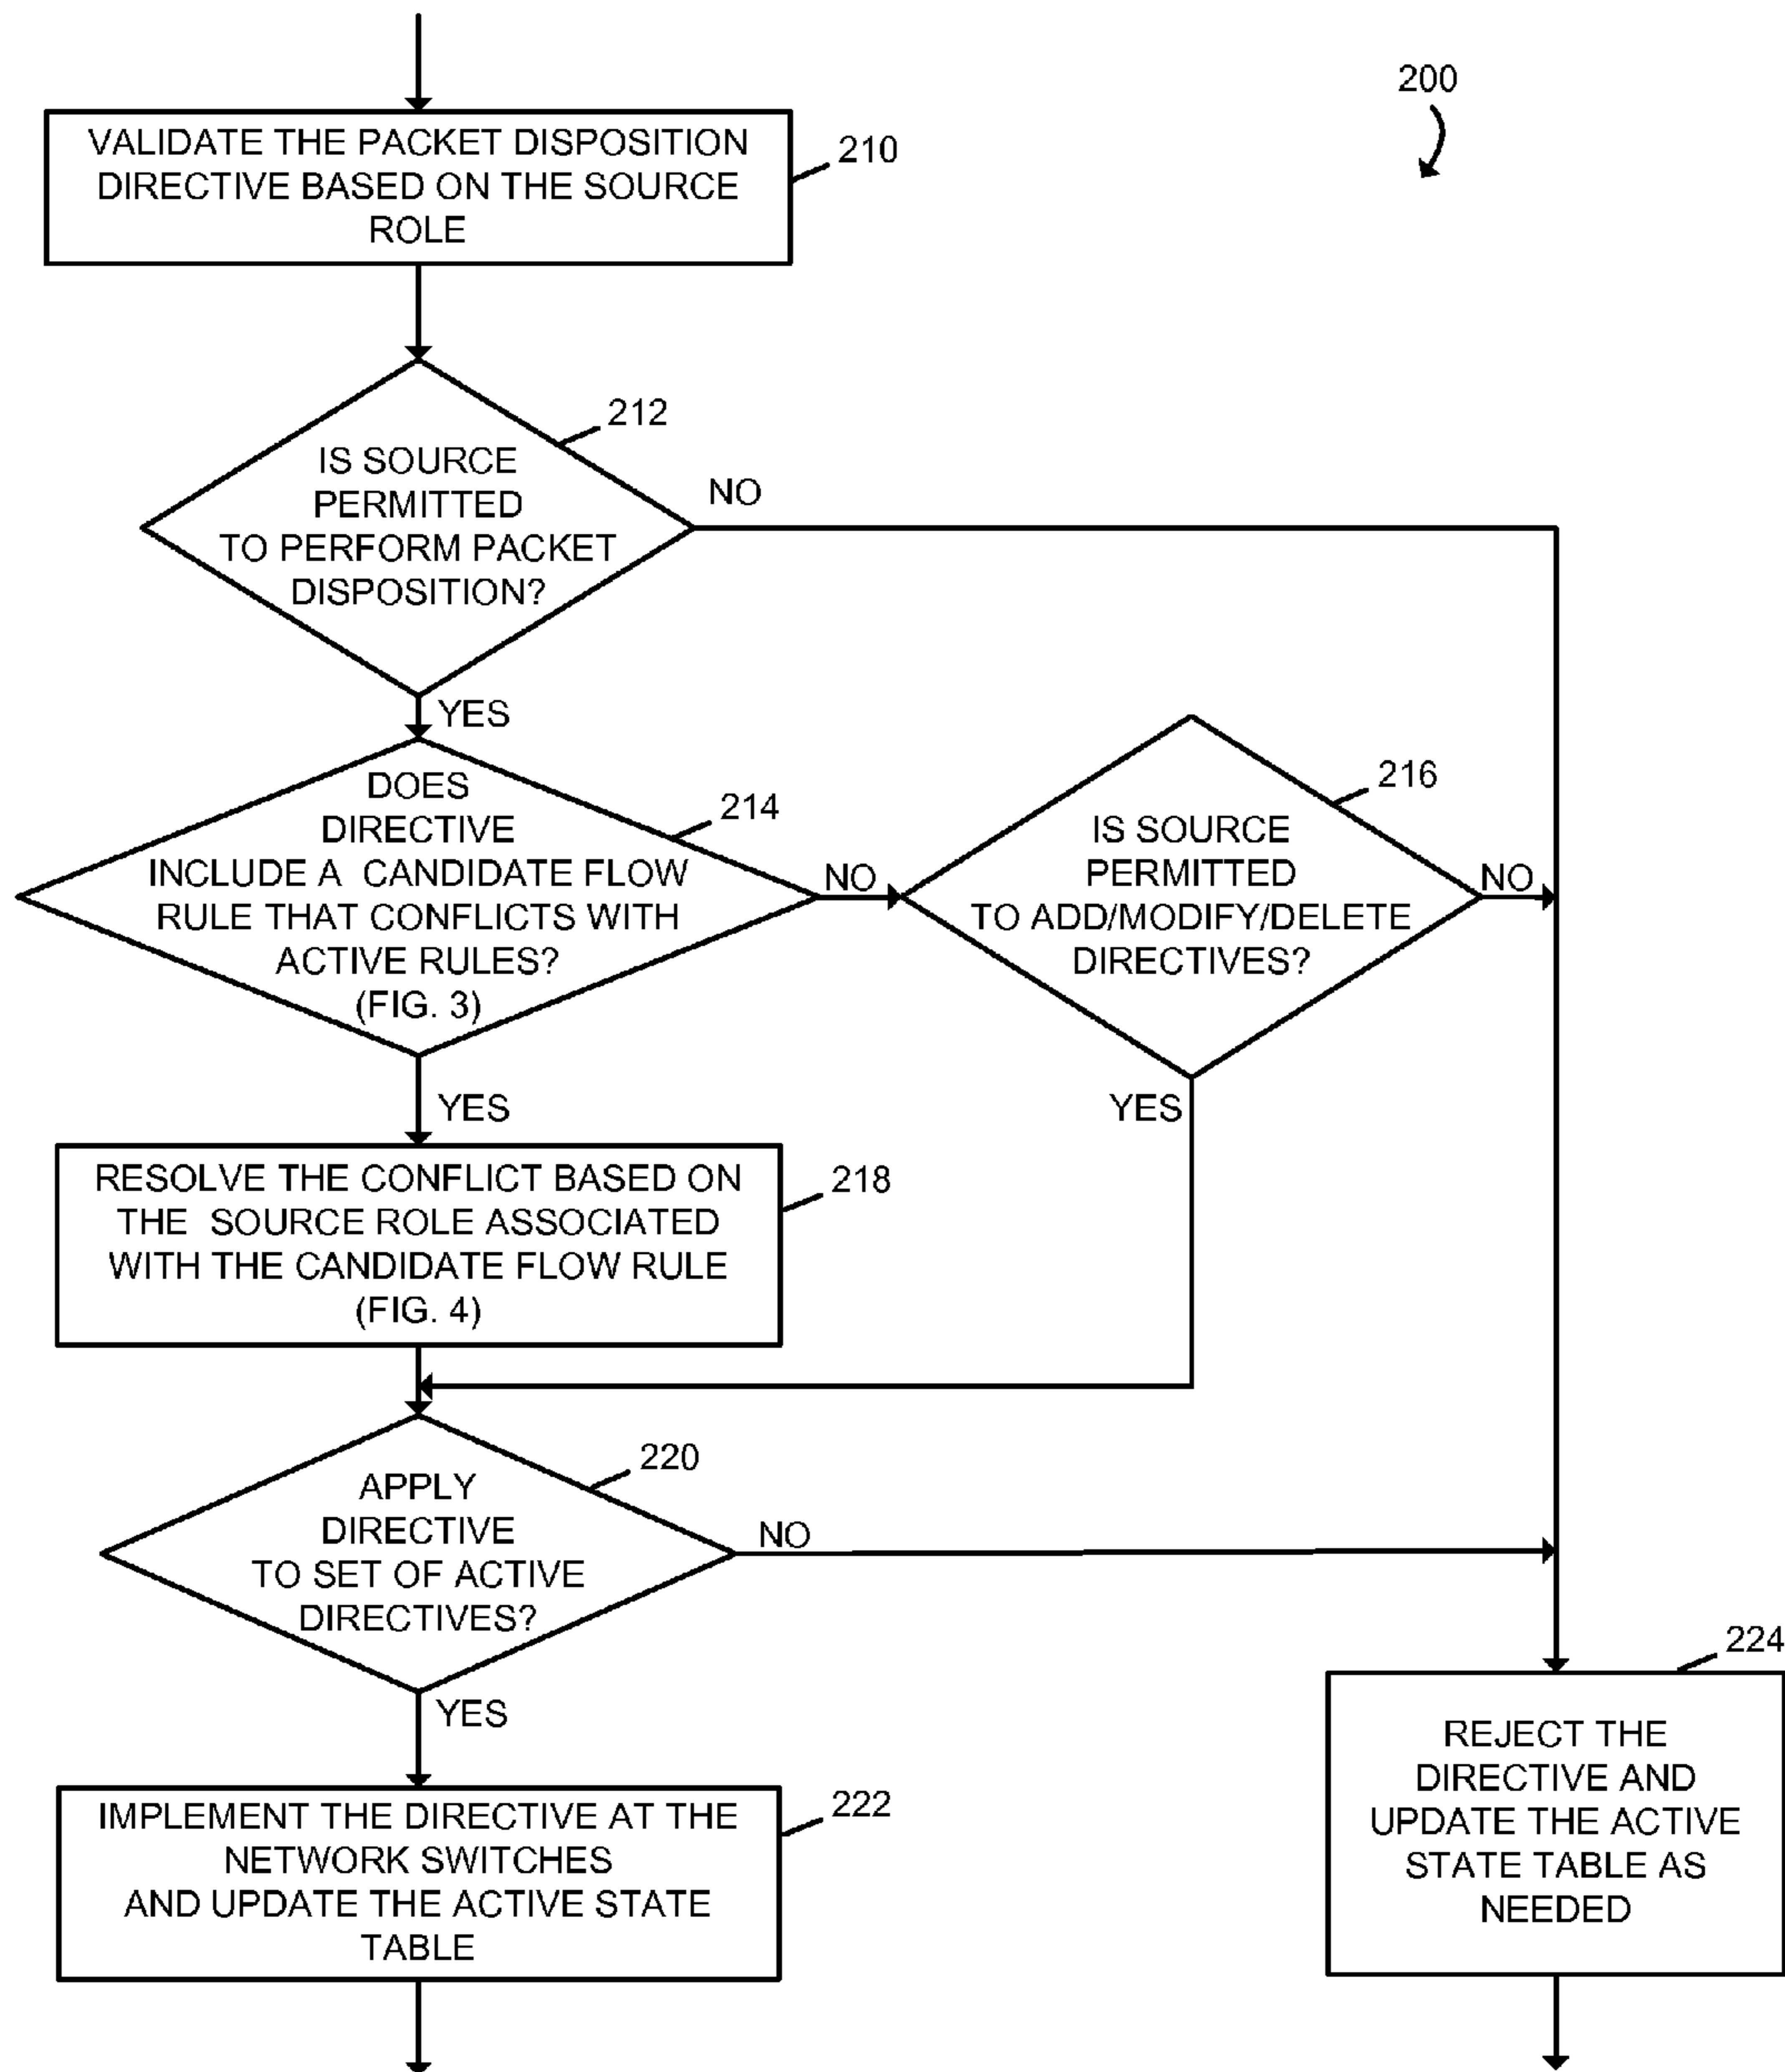 200
VALIDATE THE PACKET DISPOSITION
DIRECTIVE BASED ON THE SOURCE
ROLE
210
212
IS SOURCE
PERMITTED
TO PERFORM PACKET
DISPOSITION?
NO
YES
DOES
DIRECTIVE
INCLUDE A CANDIDATE FLOW
RULE THAT CONFLICTS WITH
ACTIVE RULES?
(FIG. 3)
214
NO
216
IS SOURCE
PERMITTED
TO ADD/MODIFY/DELETE
DIRECTIVES?
NO
YES
YES
RESOLVE THE CONFLICT BASED ON
THE SOURCE ROLE ASSOCIATED
WITH THE CANDIDATE FLOW RULE
(FIG. 4)
218
220
APPLY
DIRECTIVE
TO SET OF ACTIVE
DIRECTIVES?
NO
YES
IMPLEMENT THE DIRECTIVE AT THE
NETWORK SWITCHES
AND UPDATE THE ACTIVE STATE
TABLE
222
224
REJECT THE
DIRECTIVE AND
UPDATE THE ACTIVE
STATE TABLE AS
NEEDED